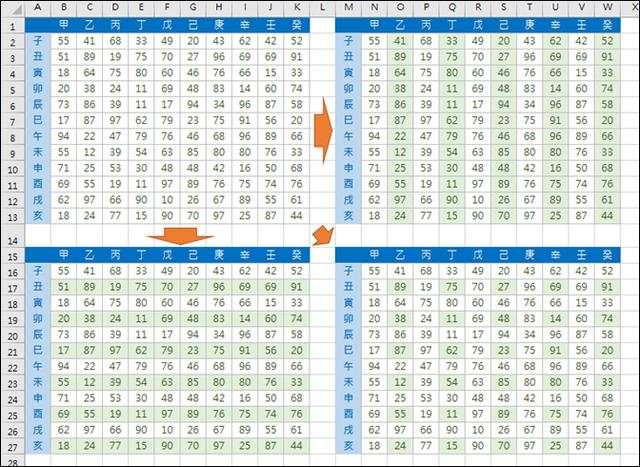 A B C D E F G H I J K L M N O P Q R S T U V W X
1 甲 乙 丙 丁 戊 己 庚 辛 壬 癸 甲 乙 丙 丁 戊 己 庚 辛 壬 癸
2 子 55 41 68 33 49 20 43 62 42 52 子 55 41 68 33 49 20 43 62 42 52
3 丑 51 89 19 75 70 27 96 69 69 91 丑 51 89 19 75 70 27 96 69 69 91
4 寅 18 64 75 80 60 46 76 66 15 33 寅 18 64 75 80 60 46 76 66 15 33
5 卯 20 38 24 11 69 48 83 14 60 74 卯 20 38 24 11 69 48 83 14 60 74
6 辰 73 86 39 11 17 94 34 96 87 58 辰 73 86 39 11 17 94 34 96 87 58
7 巳 17 87 97 62 79 23 75 91 56 20 巳 17 87 97 62 79 23 75 91 56 20
8 午 94 22 47 79 76 46 68 96 89 66 午 94 22 47 79 76 46 68 96 89 66
9 未 55 12 39 54 63 85 80 80 76 33 未 55 12 39 54 63 85 80 80 76 33
10 申 71 25 53 30 48 48 42 16 50 68 申 71 25 53 30 48 48 42 16 50 68
11 酉 69 55 19 11 97 89 76 75 74 76 酉 69 55 19 11 97 89 76 75 74 76
12 戌 62 97 66 90 10 26 67 89 55 61 戌 62 97 66 90 10 26 67 89 55 61
13 亥 18 24 77 15 90 70 97 25 87 44 亥 18 24 77 15 90 70 97 25 87 44
14
15 甲 乙 丙 丁 戊 己 庚 辛 壬 癸 甲 乙 丙 丁 戊 己 庚 辛 壬 癸
16 子 55 41 68 33 49 20 43 62 42 52 子 55 41 68 33 49 20 43 62 42 52
17 丑 51 89 19 75 70 27 96 69 69 91 丑 51 89 19 75 70 27 96 69 69 91
18 寅 18 64 75 80 60 46 76 66 15 33 寅 18 64 75 80 60 46 76 66 15 33
19 卯 20 38 24 11 69 48 83 14 60 74 卯 20 38 24 11 69 48 83 14 60 74
20 辰 73 86 39 11 17 94 34 96 87 58 辰 73 86 39 11 17 94 34 96 87 58
21 巳 17 87 97 62 79 23 75 91 56 20 巳 17 87 97 62 79 23 75 91 56 20
22 午 94 22 47 79 76 46 68 96 89 66 午 94 22 47 79 76 46 68 96 89 66
23 未 55 12 39 54 63 85 80 80 76 33 未 55 12 39 54 63 85 80 80 76 33
24 申 71 25 53 30 48 48 42 16 50 68 申 71 25 53 30 48 48 42 16 50 68
25 酉 69 55 19 11 97 89 76 75 74 76 酉 69 55 19 11 97 89 76 75 74 76
26 戌 62 97 66 90 10 26 67 89 55 61 戌 62 97 66 90 10 26 67 89 55 61
27 亥 18 24 77 15 90 70 97 25 87 44 亥 18 24 77 15 90 70 97 25 87 44
28